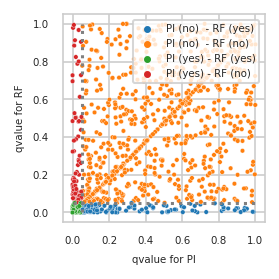 1.0
0.8
0.6
0.4
0.2
0.0
qvalue for RF
PI (no)  - RF (yes)
PI (no)  - RF (no)
PI (yes) - RF (yes)
PI (yes) - RF (no)
0.0 0.2 0.4 0.6 0.8 1.0
qvalue for PI